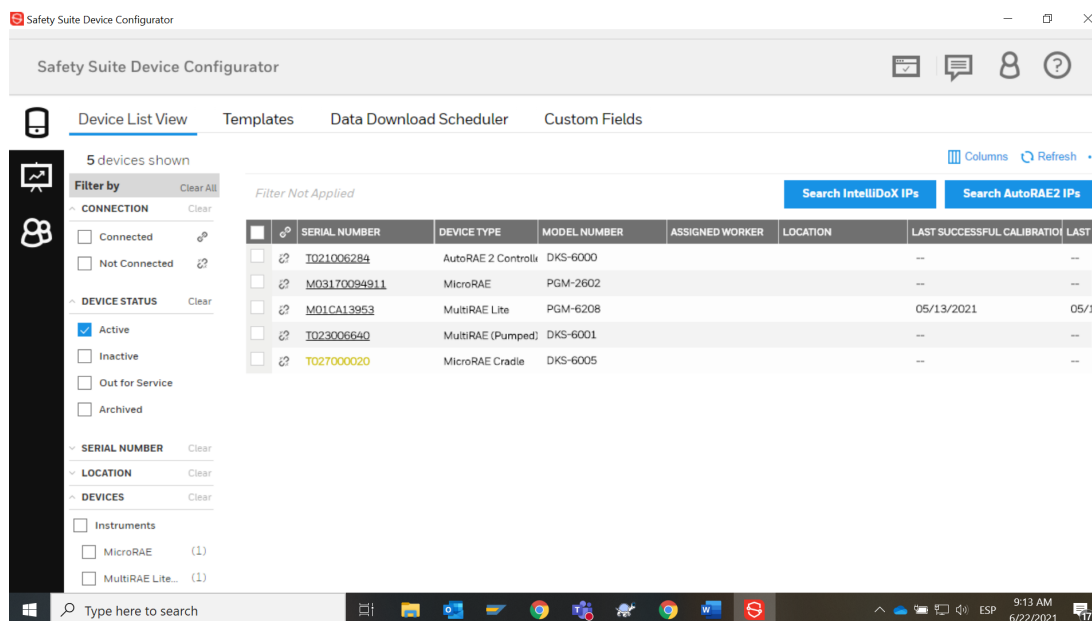 Safety Suite Device Configurator
Safety Suite Device Configurator
Device List View Templates Data Download Scheduler Custom Fields
5 devices shown
Columns Refresh
Filter by Clear All
Filter Not Applied
Search IntelliDoX IPs Search AutoRAE2 IPs
CONNECTION Clear
SERIAL NUMBER DEVICE TYPE MODEL NUMBER ASSIGNED WORKER LOCATION LAST SUCCESSFUL CALIBRATIO LAST
Connected
Not Connected
T021006284 AutoRAE 2 Controlle DKS-6000 -- --
M03170094911 MicroRAE PGM-2602 -- --
M01CA13953 MultiRAE Lite PGM-6208 05/13/2021 05/1
T023006640 MultiRAE (Pumped) DKS-6001 -- --
T027000020 MicroRAE Cradle DKS-6005 -- --
DEVICE STATUS Clear
Active
Inactive
Out for Service
Archived
SERIAL NUMBER Clear
LOCATION Clear
DEVICES Clear
Instruments
MicroRAE (1)
MultiRAE Lite... (1)
Type here to search
ESP
9:13 AM
6/22/2021
17